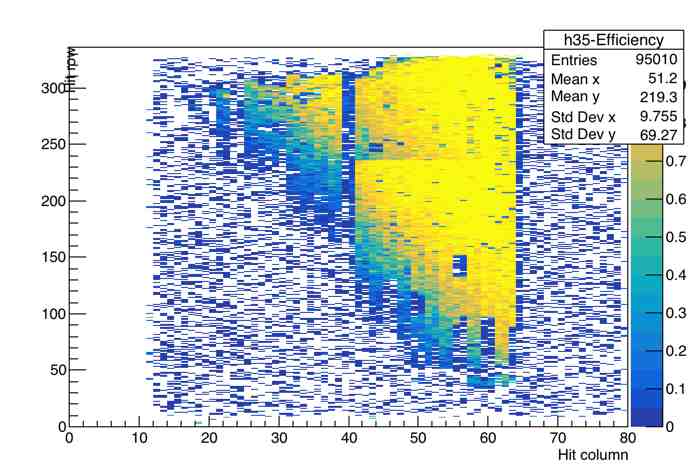 h35-Efficiency
Entries 95010
Mean x 51.2
Mean y 219.3
Std Dev x 9.755
Std Dev y 69.27
300
250
200
150
100
50
0
0 10 20 30 40 50 60 70 80
Hit column
0.7
0.6
0.5
0.4
0.3
0.2
0.1
0